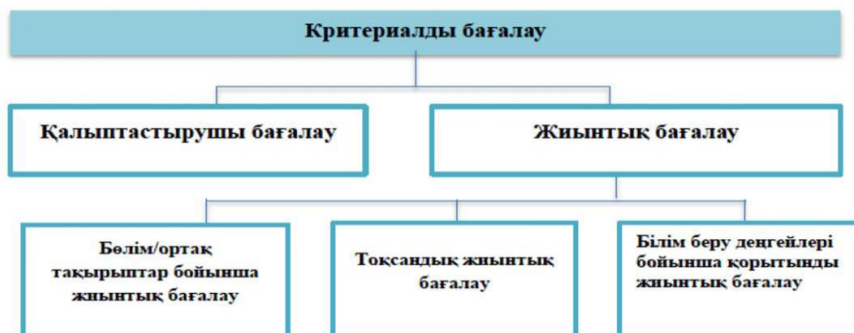 Критериалды бағалау
Қалыптастырушы бағалау
Жиынтық бағалау
Бөлім/ортақ
тақырыптар бойынша
жиынтық бағалау
Тоқсандық жиынтық
бағалау
Білім беру деңгейлері
бойынша қорытынды
жиынтық бағалау